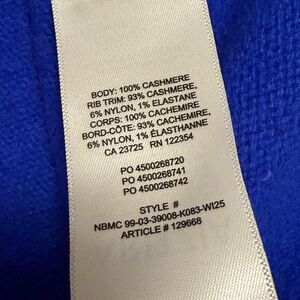 BODY: 100% CASHMERE
RIB TRIM: 93% CASHMERE,
6% NYLON, 1% ELASTANE
CORPS: 100% CACHEMIRE
BORD-CÔTE: 93% CACHEMIRE,
6% NYLON, 1% ÉLASTHANNE
CA 23725 RN 122354
PO 4500268720
PO 4500268741
PO 4500268742
STYLE #
NBMC 99-03-39008-K083-WI25
ARTICLE # 129668